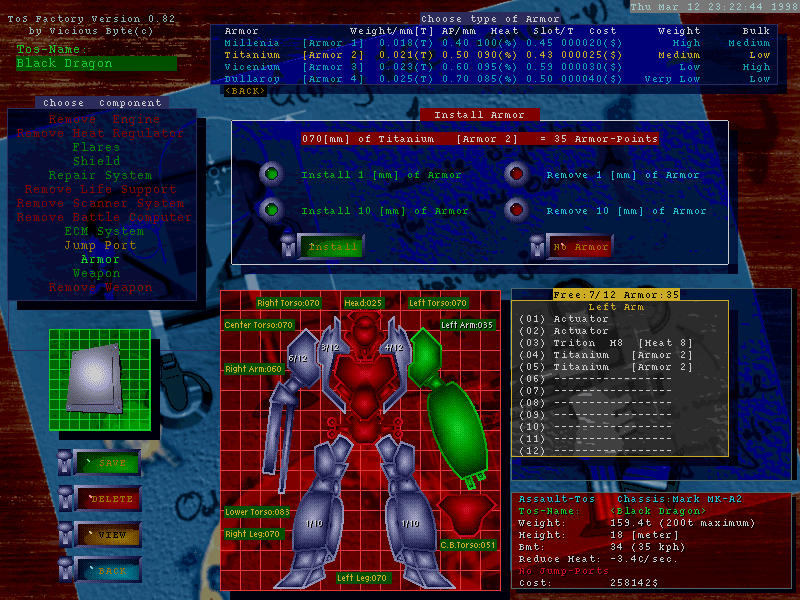 ToS Factory Version 0.82
by Vicious Byte(c)
Thu Mar 12 23:22:44 1998
Tos-Name:
Black Dragon
Choose type of Armor
Armor Weight/mm[T] AP/mm Heat Slot/T Cost Weight Bulk
Millenia [Armor 1] 0.018(T) 0.40 100(%) 0.45 000020($) High Medium
Titanium [Armor 2] 0.021(T) 0.50 090(%) 0.43 000025($) Medium Low
Vicenium [Armor 3] 0.023(T) 0.60 095(%) 0.59 000030($) Low High
Dullaroy [Armor 4] 0.025(T) 0.70 085(%) 0.50 000040($) Very Low Low
<BACK>
Choose Component
Remove Engine
Remove Heat Regulator
Flares
Shield
Repair System
Remove Life Support
Remove Scanner System
Remove Battle Computer
ECM System
Jump Port
Armor
Weapon
Remove Weapon
Install Armor
070[mm] of Titanium [Armor 2] = 35 Armor-Points
Install 1 [mm] of Armor
Remove 1 [mm] of Armor
Install 10 [mm] of Armor
Remove 10 [mm] of Armor
Install
No Armor
SAVE
DELETE
VIEW
BACK
Right Torso:070
Head:025
Left Torso:070
Center Torso:070
Left Arm:035
3/12
4/12
6/12
Right Arm:060
Lower Torso:083
1/10
1/10
Right Leg:070
C.B.Torso:051
Left Leg:070
Free:7/12 Armor:35
Left Arm
(01) Actuator
(02) Actuator
(03) Triton H8 [Heat 8]
(04) Titanium [Armor 2]
(05) Titanium [Armor 2]
(06) ------------------
(07) ------------------
(08) ------------------
(09) ------------------
(10) ------------------
(11) ------------------
(12) ------------------
Assault-Tos Chassis:Mark MK-A2
Tos-Name: <Black Dragon>
Weight: 159.4t (200t maximum)
Height: 18 [meter]
Bmt: 34 (35 kph)
Reduce Heat: -3.4C/sec.
No Jump-Ports
Cost: 258142$